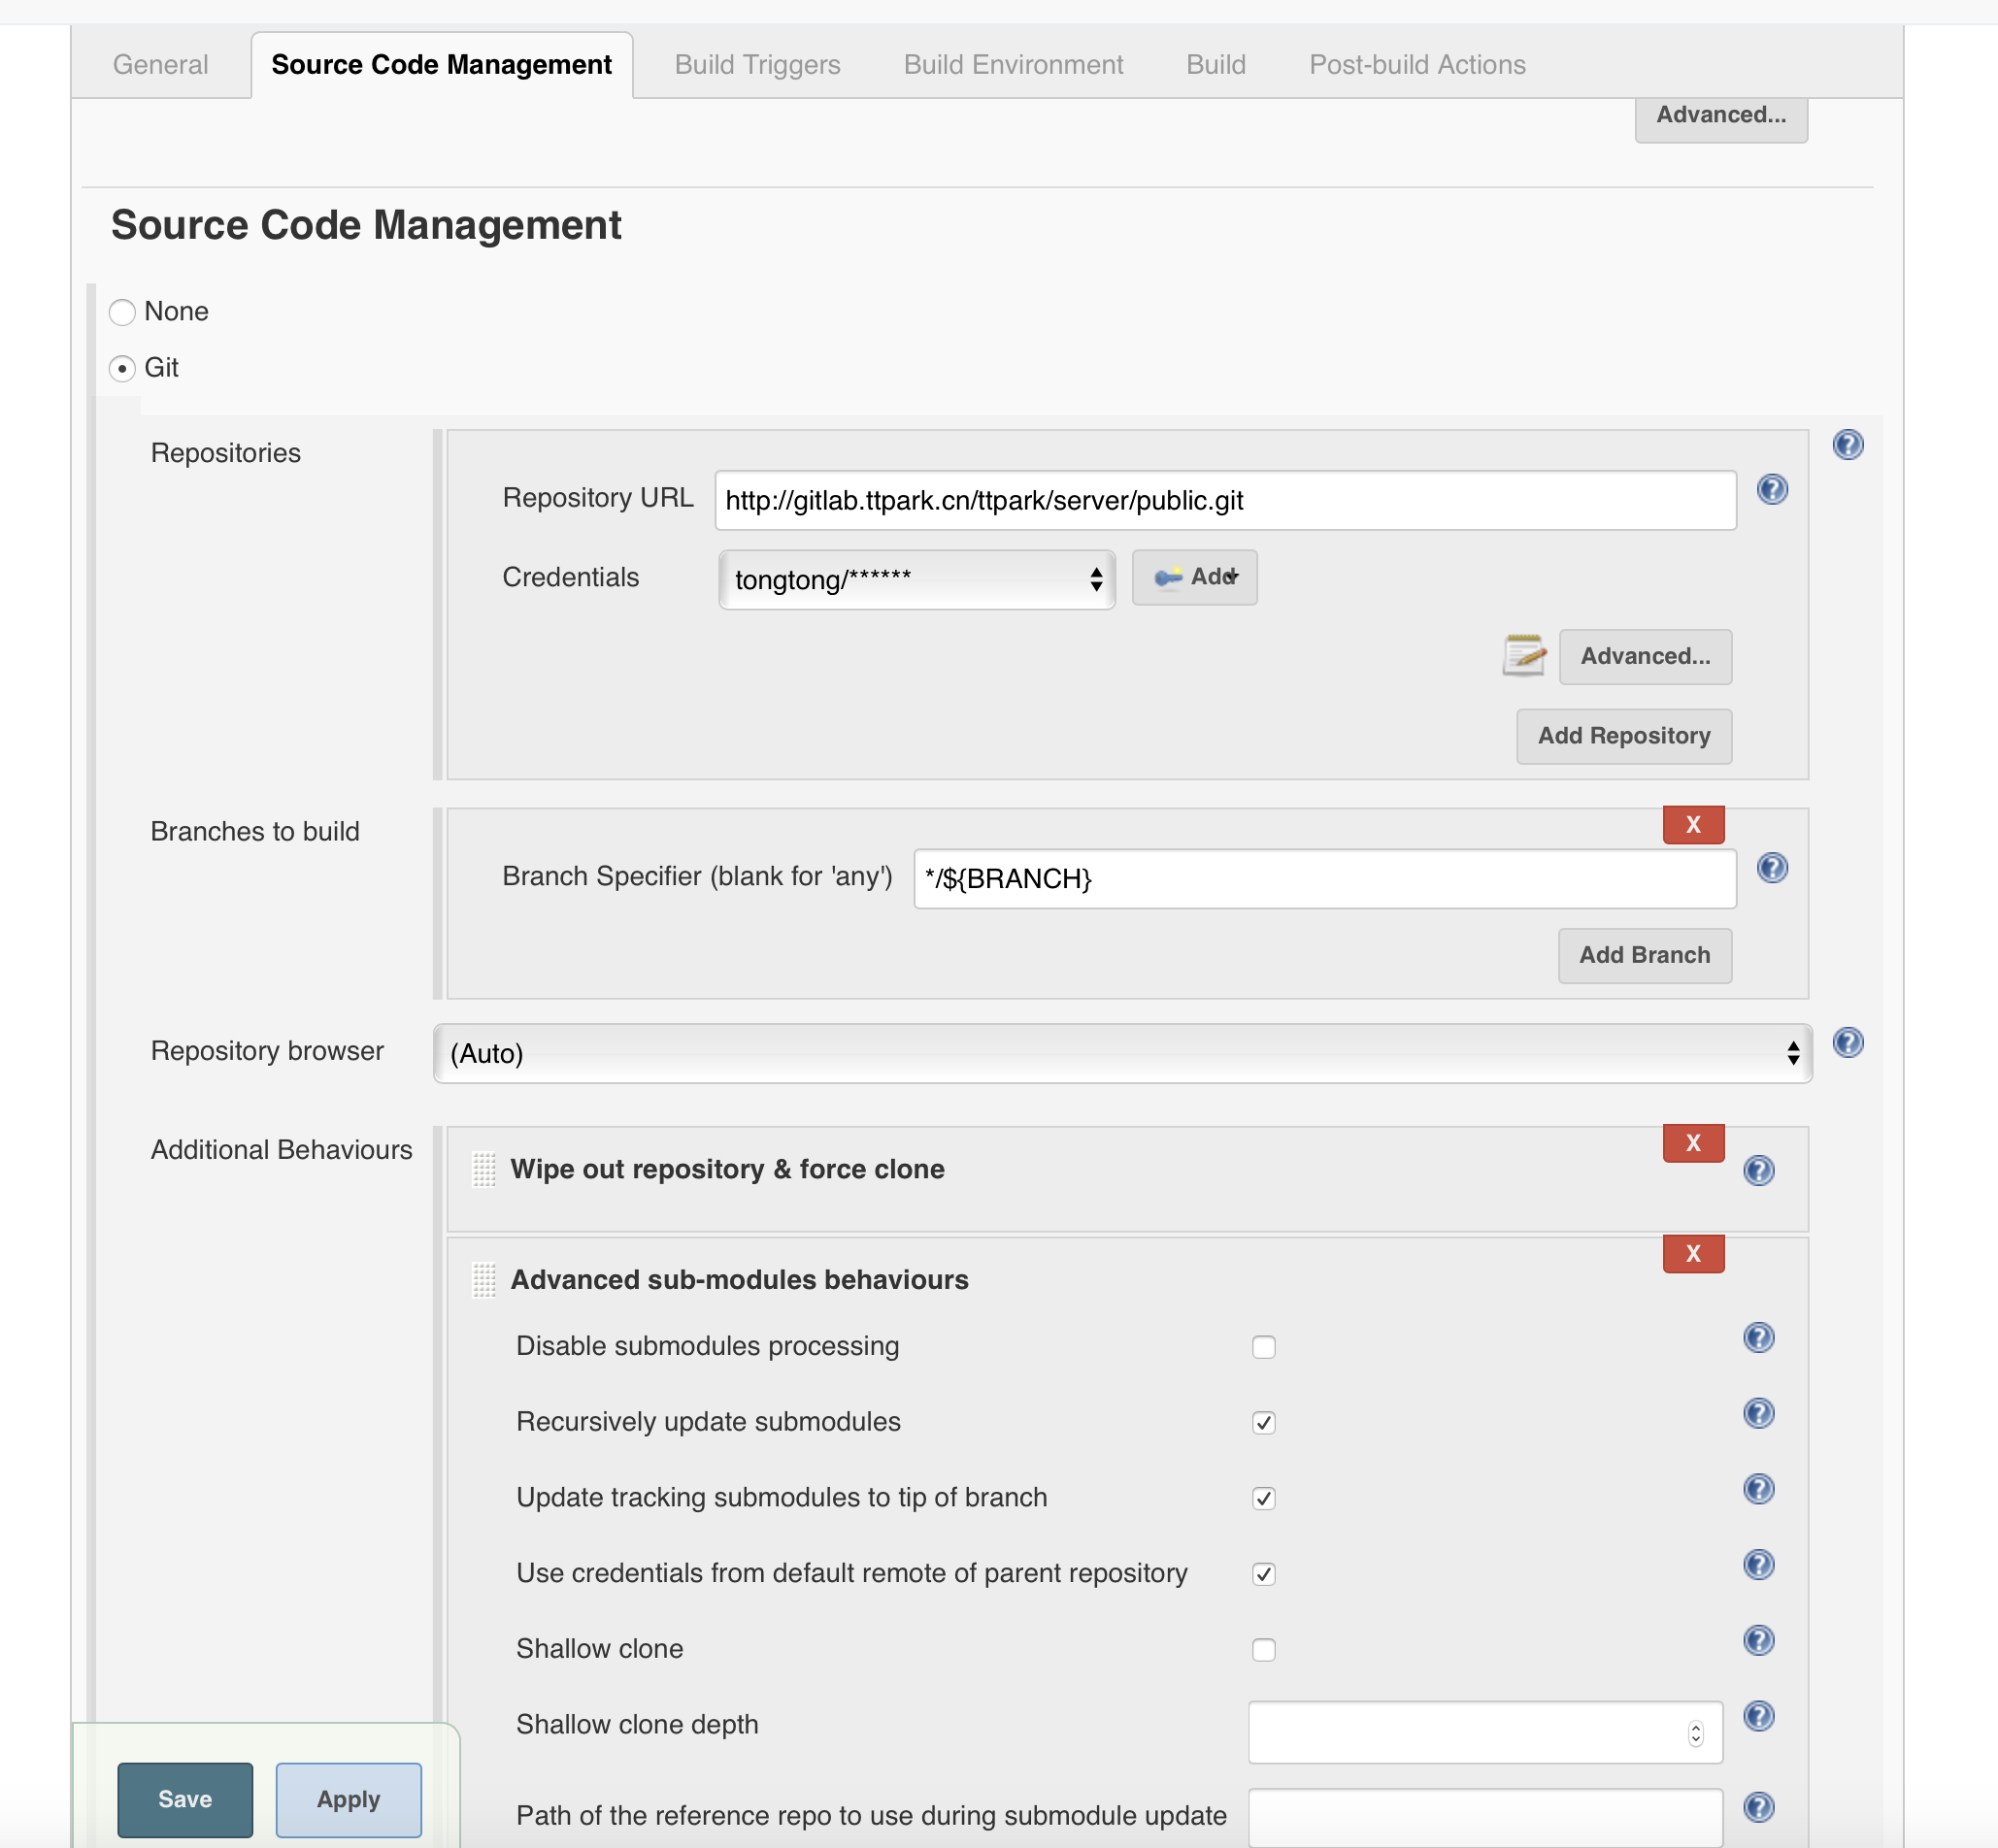 General Source Code Management Build Triggers Build Environment Build Post-build Actions
Advanced...
Source Code Management
None
Git
Repositories
Repository URL http://gitlab.ttpark.cn/ttpark/server/public.git
Credentials tongtong/****** Add
Advanced...
Add Repository
Branches to build
X
Branch Specifier (blank for 'any') */${BRANCH}
Add Branch
Repository browser (Auto)
Additional Behaviours
X
Wipe out repository & force clone
X
Advanced sub-modules behaviours
Disable submodules processing
Recursively update submodules
Update tracking submodules to tip of branch
Use credentials from default remote of parent repository
Shallow clone
Shallow clone depth
Save Apply
Path of the reference repo to use during submodule update